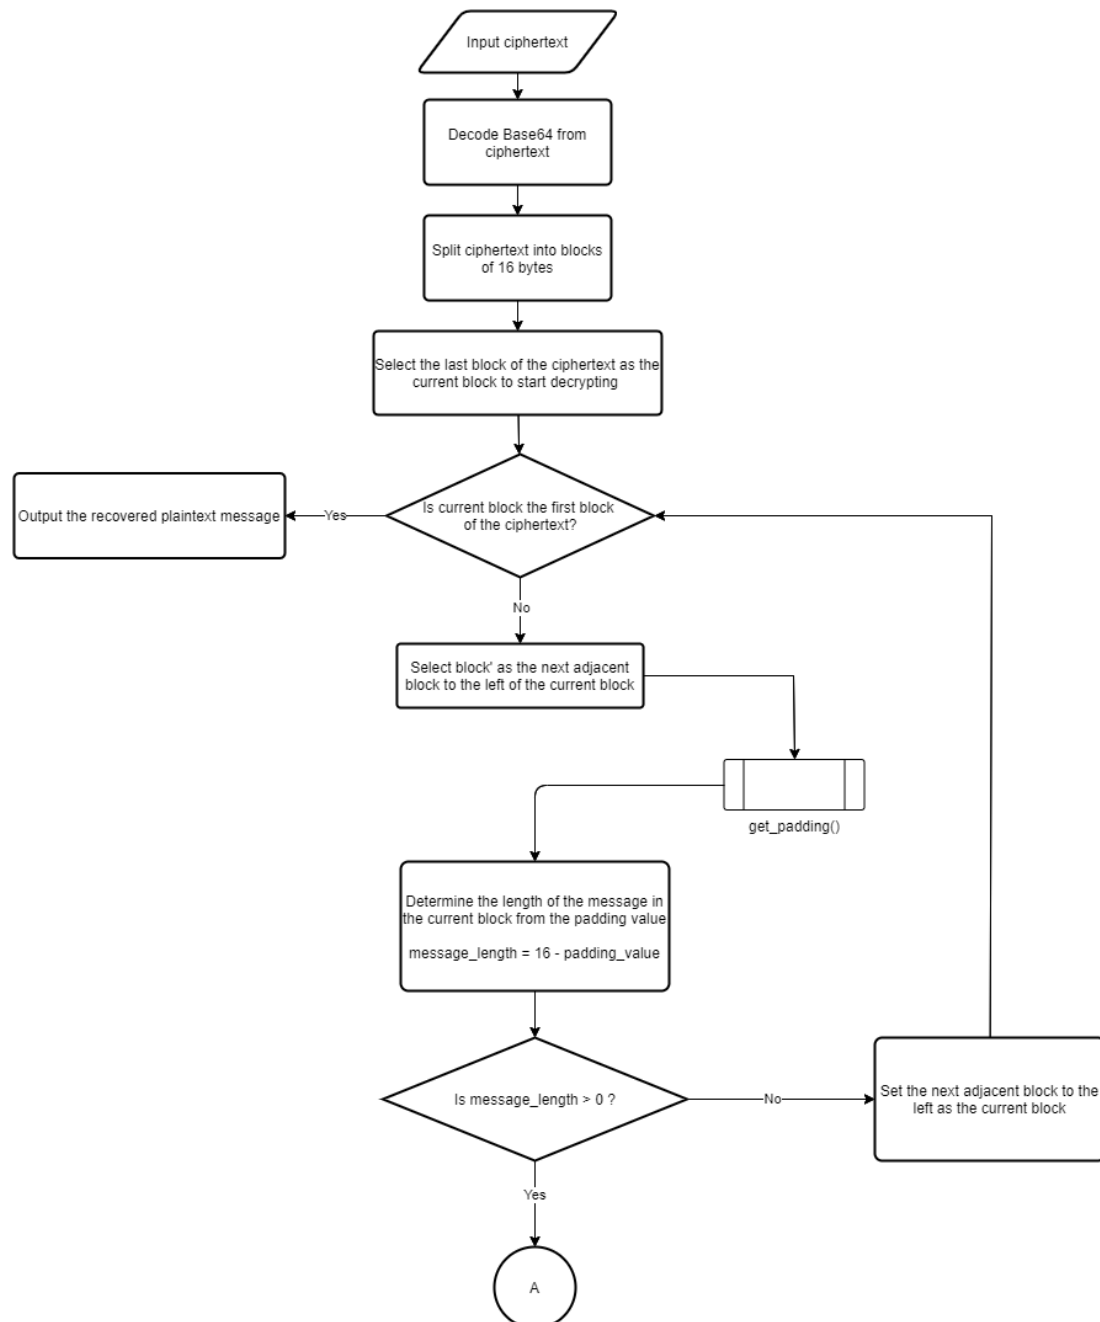 Input ciphertext
Decode Base64 from
ciphertext
Split ciphertext into blocks
of 16 bytes
Select the last block of the ciphertext as the
current block to start decrypting
Is current block the first block
of the ciphertext?
Yes
Output the recovered plaintext message
No
Select block' as the next adjacent
block to the left of the current block
get_padding()
Determine the length of the message in
the current block from the padding value
message_length = 16 - padding_value
Is message_length > 0 ?
No
Set the next adjacent block to the
left as the current block
Yes
A